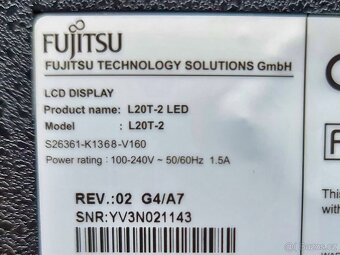 FUJITSU
FUJITSU TECHNOLOGY SOLUTIONS GmbH
LCD DISPLAY
Product name: L20T-2 LED
Model : L20T-2
S26361-K1368-V160
Power rating : 100-240V ~ 50/60Hz 1.5A
REV.:02 G4/A7
SNR:YV3N021143
This
with